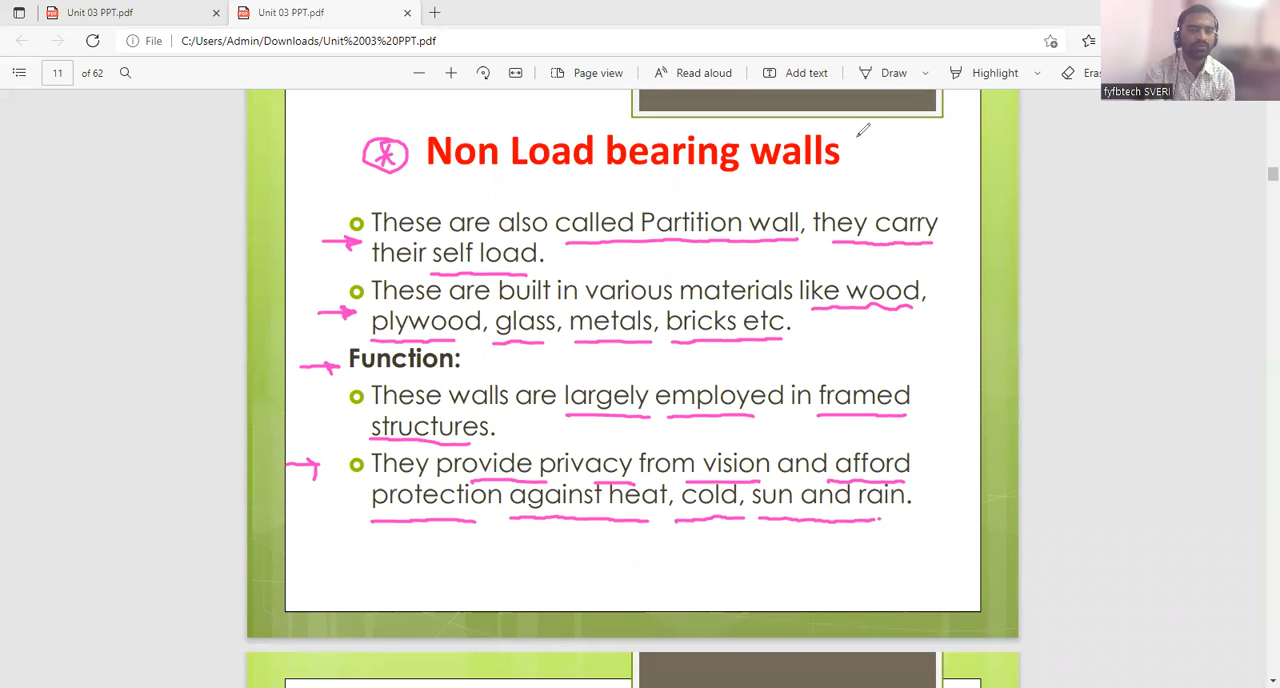 Unit 03 PPT.pdf
Unit 03 PPT.pdf
File
C:/Users/Admin/Downloads/Unit%2003%20PPT.pdf
11 of 62
Page view
Read aloud
Add text
Draw
Highlight
Eras
fyfbtech SVERI
Non Load bearing walls
These are also called Partition wall, they carry
their self load.
These are built in various materials like wood,
plywood, glass, metals, bricks etc.
Function:
These walls are largely employed in framed
structures.
They provide privacy from vision and afford
protection against heat, cold, sun and rain.